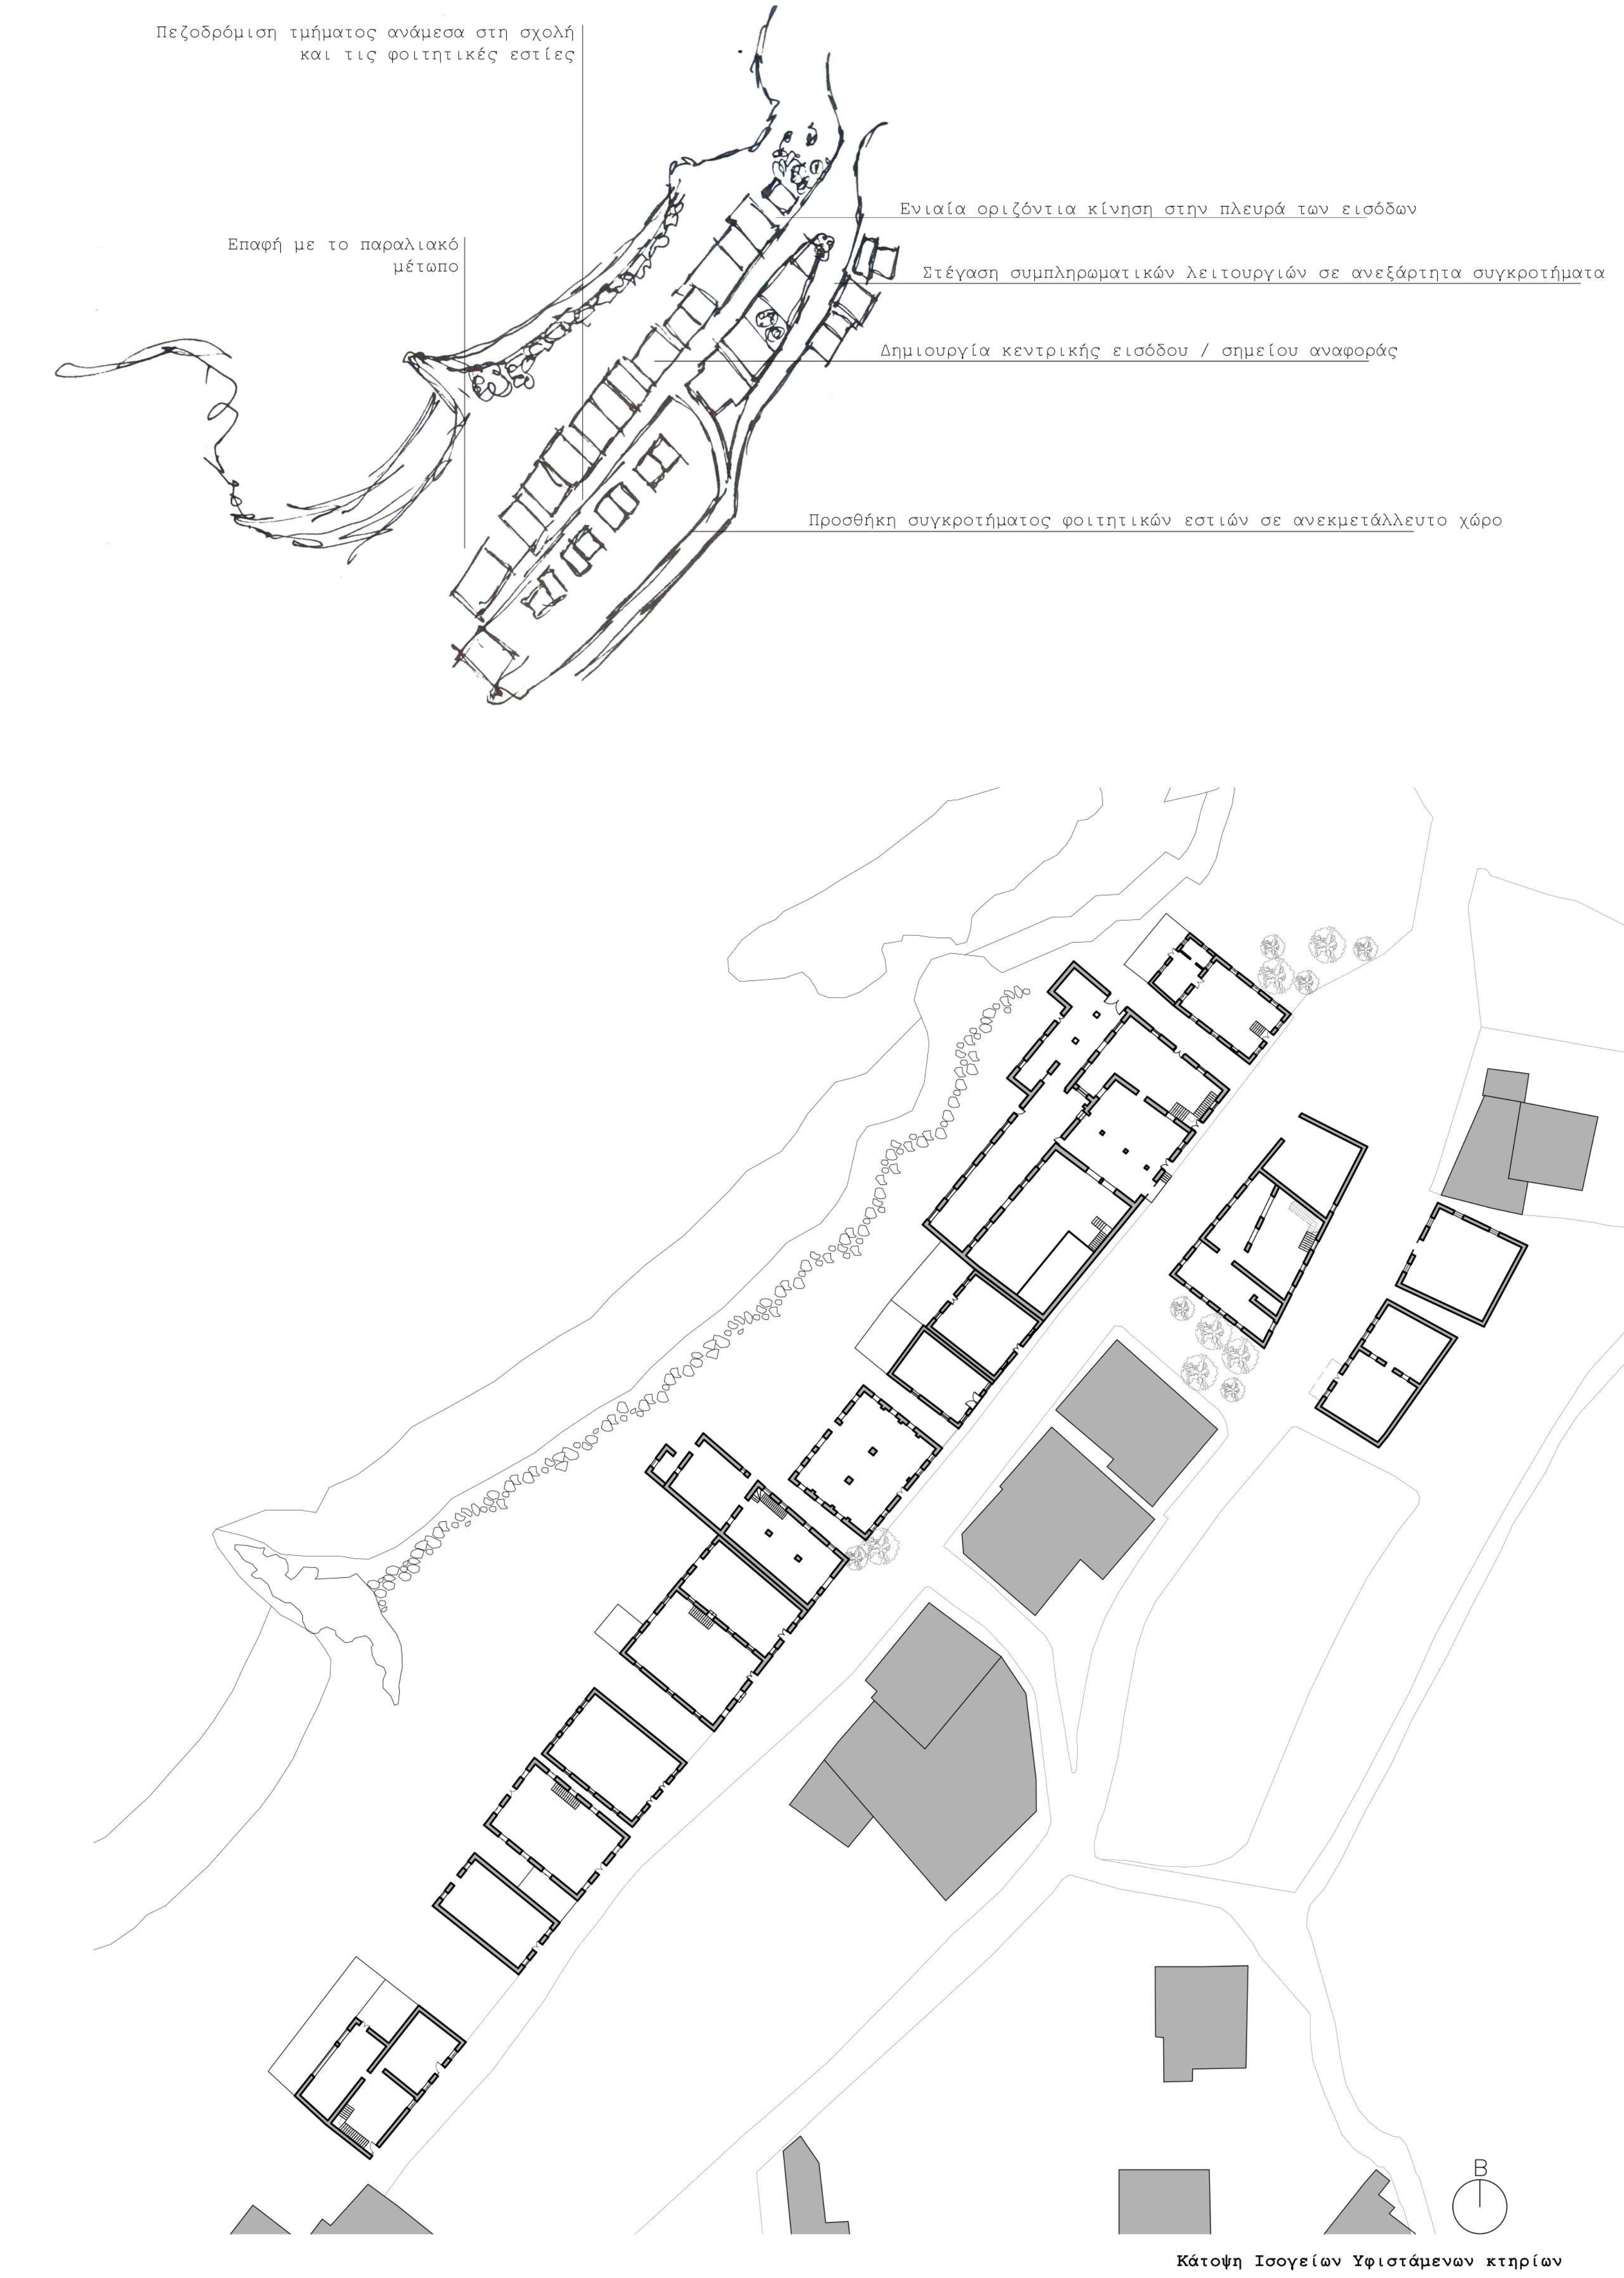 Πεζοδρόμιση τμήματος ανάμεσα στη σχολή
και τις φοιτητικές εστίες
Ενιαία οριζόντια κίνηση στην πλευρά των εισόδων
Επαφή με το παραλιακό
μέτωπο
Στέγαση συμπληρωματικών λειτουργιών σε ανεξάρτητα συγκροτήματα
Δημιουργία κεντρικής εισόδου / σημείου αναφοράς
Προσθήκη συγκροτήματος φοιτητικών εστιών σε ανεκμετάλλευτο χώρο
Β
Κάτοψη Ισογείων Υφιστάμενων κτηρίων